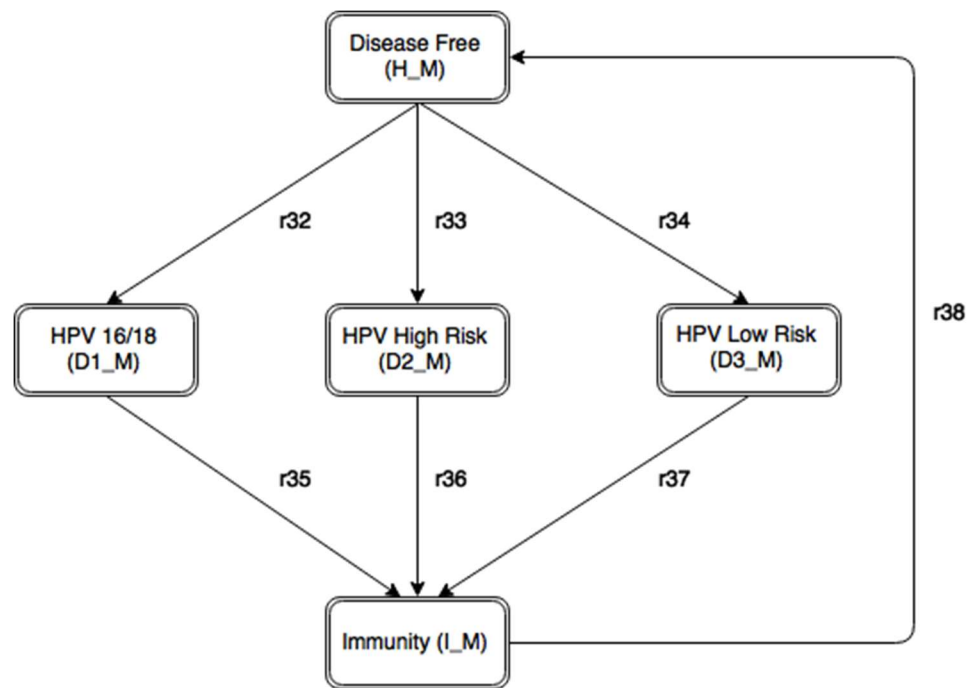 Disease Free
(H_M)
r32
r33
r34
HPV 16/18
(D1_M)
HPV High Risk
(D2_M)
HPV Low Risk
(D3_M)
r38
r35
r36
r37
Immunity (I_M)